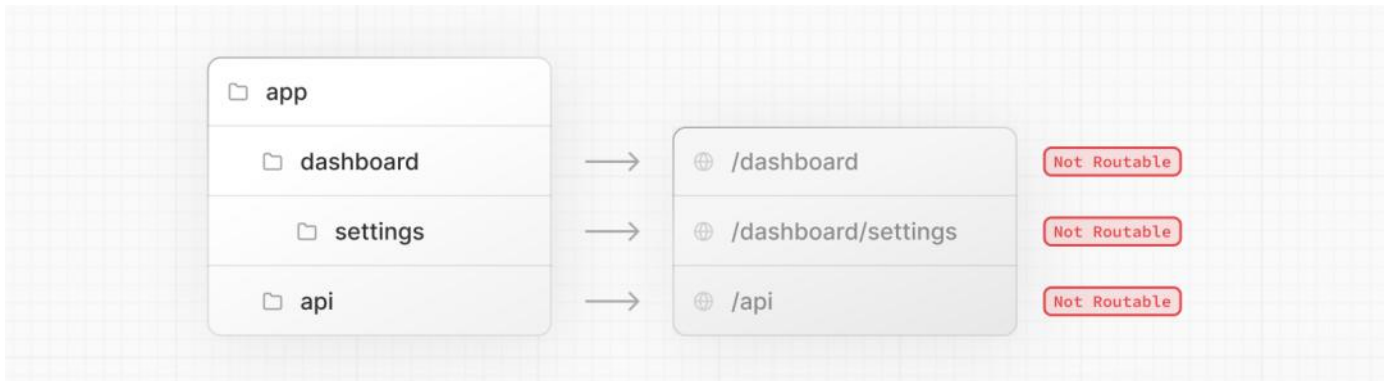 app
dashboard /dashboard Not Routable
settings /dashboard/settings Not Routable
api /api Not Routable